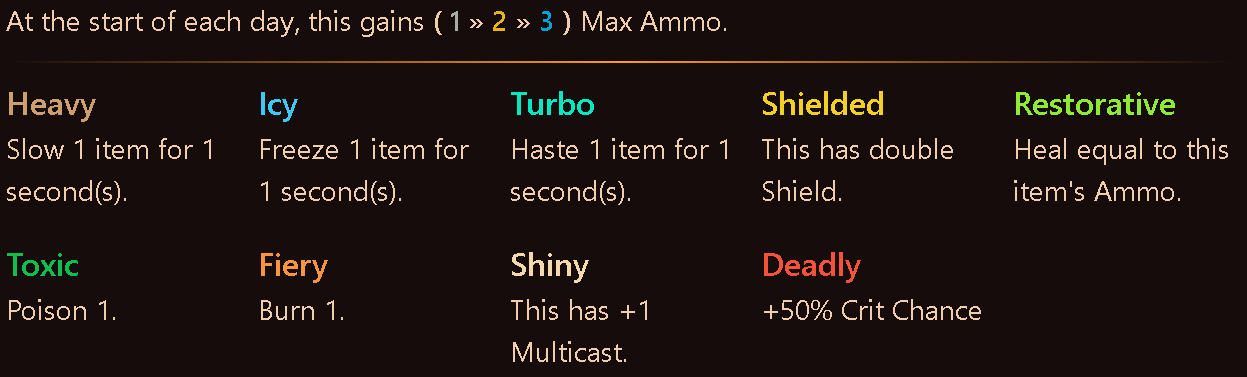 At the start of each day, this gains ( 1 » 2 » 3 ) Max Ammo.
Heavy
Slow 1 item for 1
second(s).
Icy
Freeze 1 item for
1 second(s).
Turbo
Haste 1 item for 1
second(s).
Shielded
This has double
Shield.
Restorative
Heal equal to this
item's Ammo.
Toxic
Poison 1.
Fiery
Burn 1.
Shiny
This has +1
Multicast.
Deadly
+50% Crit Chance